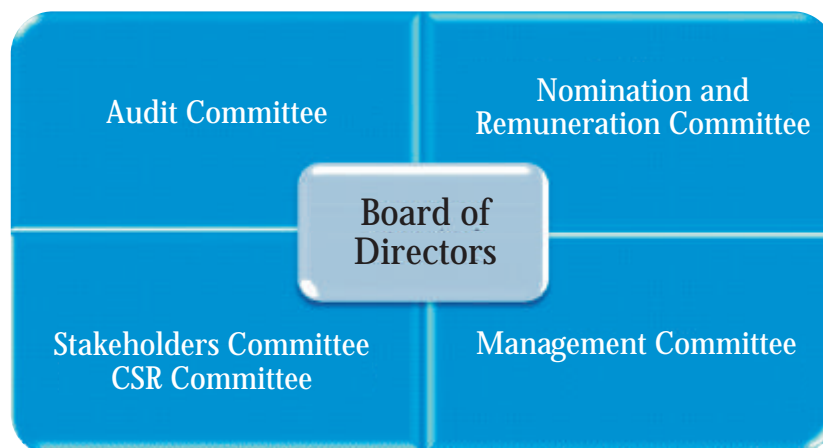 Audit Committee
Nomination and
Remuneration Committee
Board of
Directors
Stakeholders Committee
CSR Committee
Management Committee